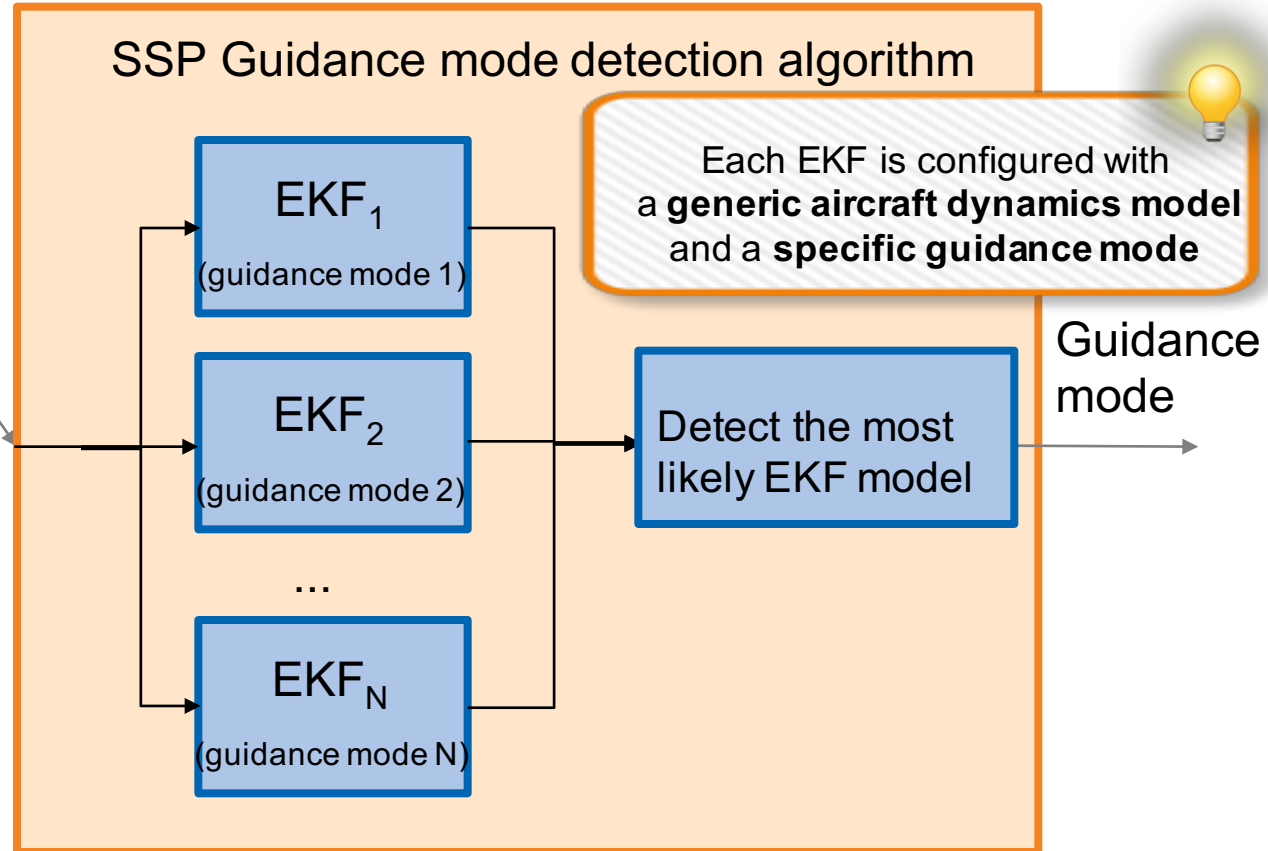 SSP Guidance mode detection algorithm
Each EKF is configured with
a generic aircraft dynamics model
and a specific guidance mode
EKF1
(guidance mode 1)
EKF2
(guidance mode 2)
...
EKFN
(guidance mode N)
Detect the most
likely EKF model
Guidance
mode